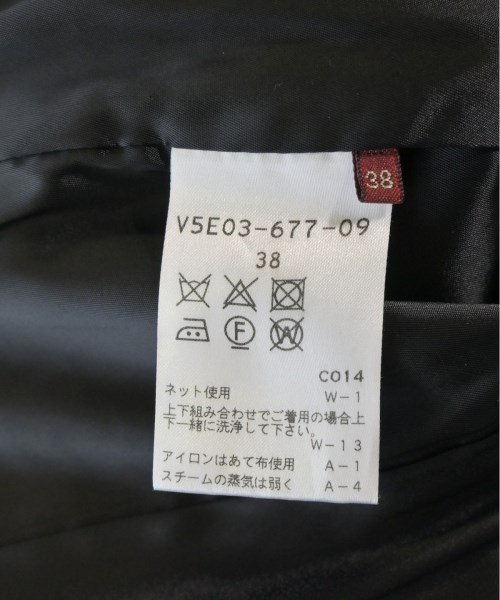 38
V5E03-677-09
38
F W
C014
ネット使用 W-1
上下組み合わせでご着用の場合上
下一緒に洗浄して下さい。
W-13
アイロンはあて布使用 A-1
スチームの蒸気は弱く A-4